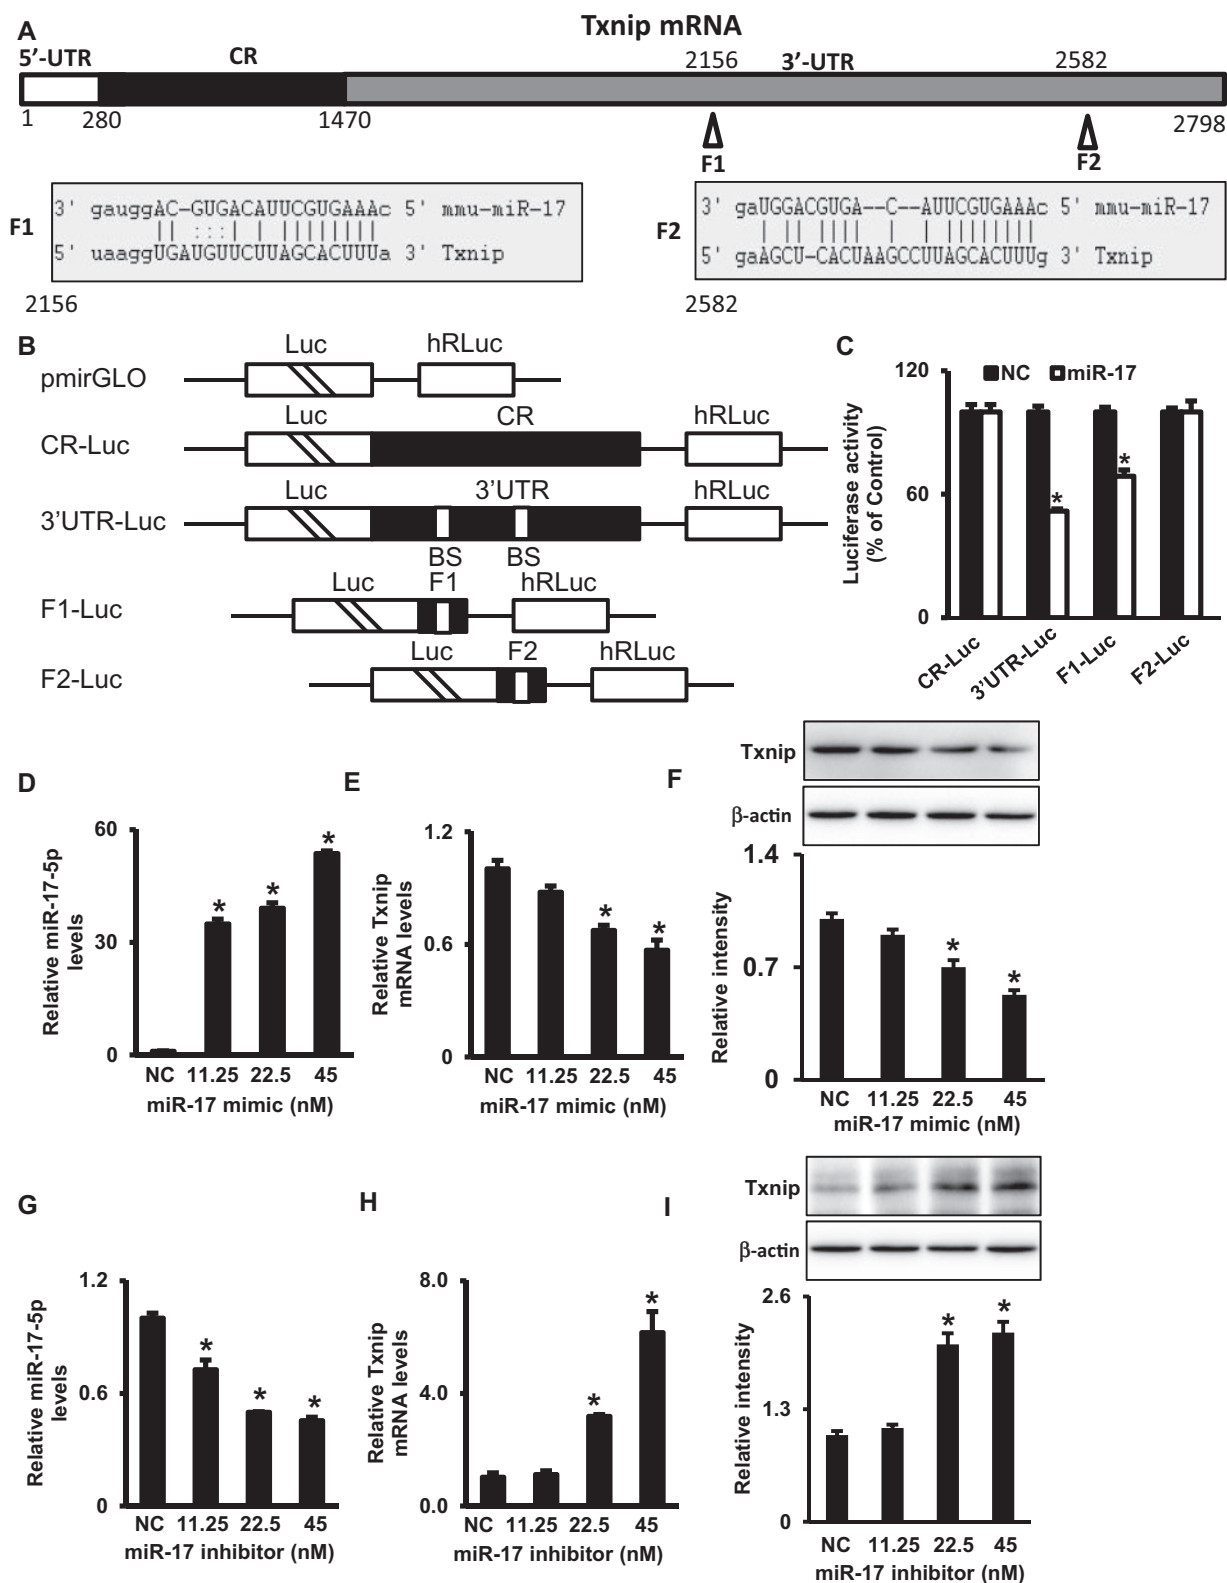 A
Txnip mRNA
5’-UTR CR 2156 3’-UTR 2582
1 280 1470 2798
F1 F2
F1
3' gauggAC-GUGACAUUCGUGAAAc 5' mmu-miR-17
5' uaaggUGAUGUUCUUAGCACUUUa 3' Txnip
2156
F2
3' gaUGGACGUGA--C--AUUCGUGAAAc 5' mmu-miR-17
5' gaAGCU-CACUAAGCCUUAGCACUUUg 3' Txnip
2582
B
Luc hRLuc
pmirGLO
Luc CR hRLuc
CR-Luc
Luc 3’UTR hRLuc
3’UTR-Luc
BS BS
Luc F1 hRLuc
F1-Luc
Luc F2 hRLuc
F2-Luc
C
NC miR-17
Luciferase activity
(% of Control)
120
60
0
* *
CR-Luc 3’UTR-Luc F1-Luc F2-Luc
D
Relative miR-17-5p
levels
60
30
0
* * *
NC 11.25 22.5 45
miR-17 mimic (nM)
E
Relative Txnip
mRNA levels
1.2
0.6
0
* *
NC 11.25 22.5 45
miR-17 mimic (nM)
F
Txnip
β-actin
Relative intensity
1.4
0.7
0
* *
NC 11.25 22.5 45
miR-17 mimic (nM)
G
Relative miR-17-5p
levels
1.2
0.6
0
* * *
NC 11.25 22.5 45
miR-17 inhibitor (nM)
H
Relative Txnip
mRNA levels
8.0
4.0
0.0
* *
NC 11.25 22.5 45
miR-17 inhibitor (nM)
I
Txnip
β-actin
Relative intensity
2.6
1.3
0
* *
NC 11.25 22.5 45
miR-17 inhibitor (nM)